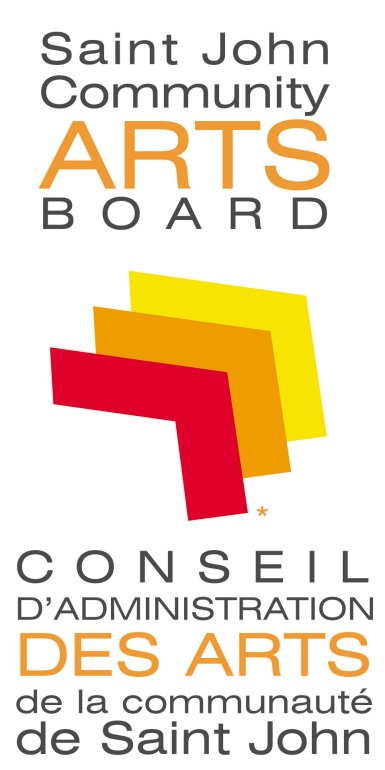 Saint John
Community
ARTS
BOARD
*
CONSEIL
D'ADMINISTRATION
DES ARTS
de la communauté
de Saint John